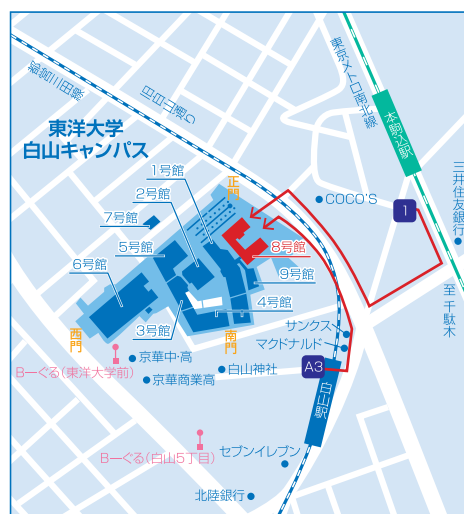 都営三田線
旧白山通り
東京メトロ南北線
本駒込駅
三井住友銀行
至 千駄木
東洋大学
白山キャンパス
1号館
2号館
正門
COCO'S
1
7号館
5号館
8号館
6号館
9号館
4号館
3号館
西門
南門
サンクス
マクドナルド
京華中・高
白山神社
A3
Bーぐる(東洋大学前)
京華商業高
白山駅
Bーぐる(白山5丁目)
セブンイレブン
北陸銀行